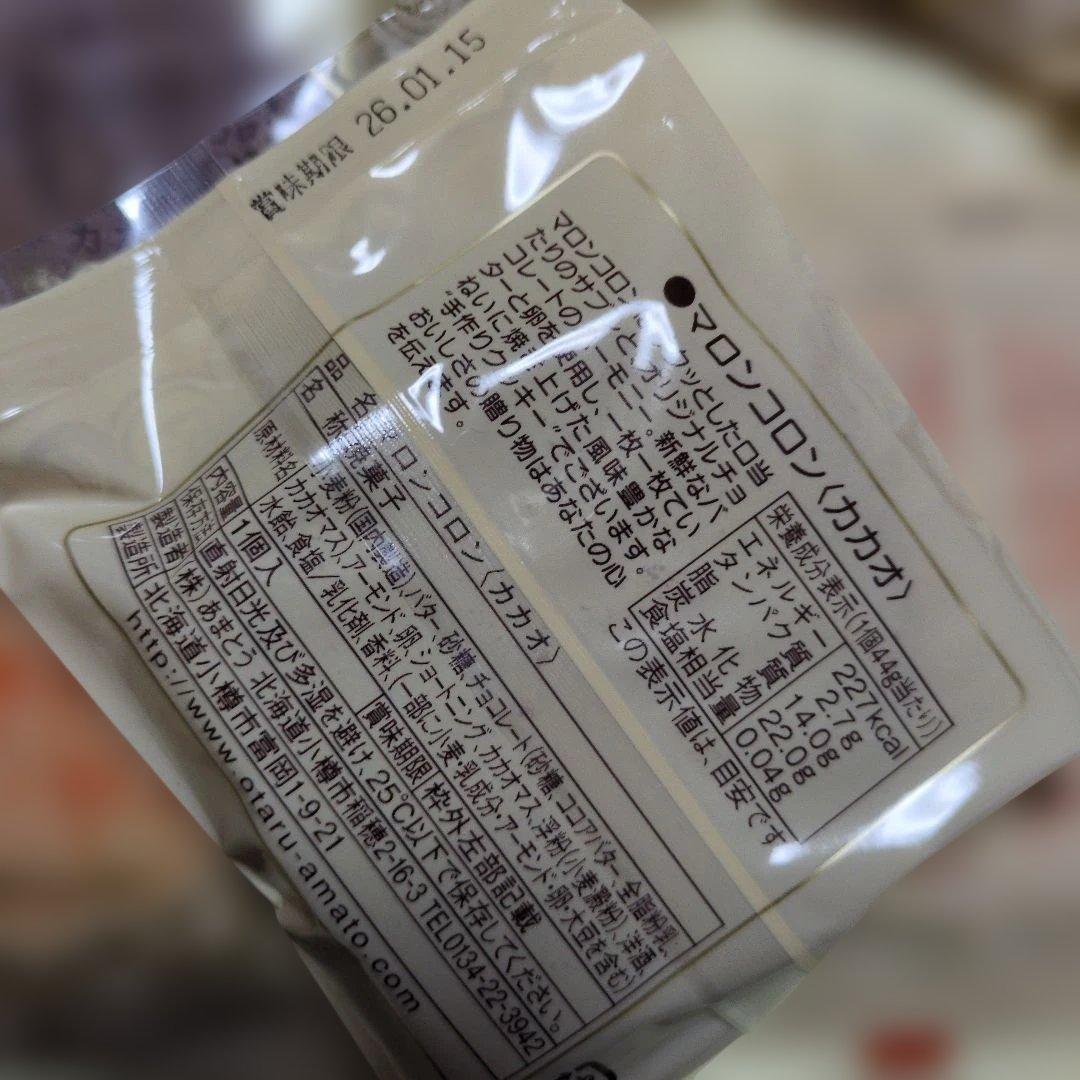 賞味期限 26.01.15
●マロンコロン〈カカオ〉
マロンコロン
クッとした口当
たりのサブ
とオリジナルチョ
コレートの
ーモニー。新鮮なバ
ターと卵を使用し、一枚一枚てい
ねいに焼き上げた風味豊かな
"手作りクッキー"でございます。
おいしさの贈り物はあなたの心
を伝えます。
栄養成分表示(1個44g当たり)
エネルギー 227kcal
タンパク質 2.7g
脂質 14.0g
炭水化物 22.0g
食塩相当量 0.04g
この表示値は、目安です
品名 マロンコロン〈カカオ〉
名称 乳菓子
原材料名 小麦粉(国内製造)、バター、砂糖、チョコレート(砂糖、ココアバター、全脂粉乳、
カカオマス)、アーモンド、卵、ショートニング、カカオマス、浮粉(小麦澱粉)、洋酒、
水飴、食塩/乳化剤、香料、(一部に小麦・乳成分・アーモンド・卵・大豆を含む)
内容量 1個入 賞味期限 枠外左部記載
保存方法 直射日光及び多湿を避け、25℃以下で保存してください。
製造者 (株)あまとう 北海道小樽市稲穂2-16-3 TEL0134-22-3942
製造所 北海道小樽市富岡1-9-21
http://www.otaru-amato.com